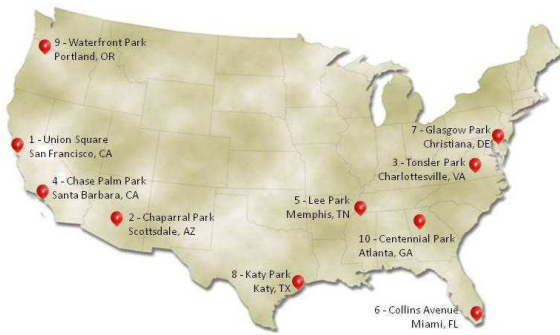 9 - Waterfront Park
Portland, OR
7 - Glasgow Park
Christiana, DE
1 - Union Square
San Francisco, CA
3 - Tonsler Park
Charlottesville, VA
4 - Chase Palm Park
Santa Barbara, CA
5 - Lee Park
Memphis, TN
2 - Chaparral Park
Scottsdale, AZ
10 - Centennial Park
Atlanta, GA
8 - Katy Park
Katy, TX
6 - Collins Avenue
Miami, FL